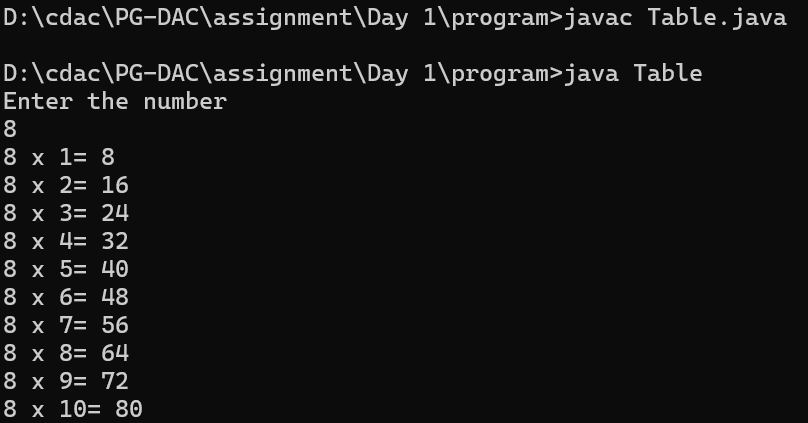 D:\cdac\PG-DAC\assignment\Day 1\program>javac Table.java
D:\cdac\PG-DAC\assignment\Day 1\program>java Table
Enter the number
8
8 x 1= 8
8 x 2= 16
8 x 3= 24
8 x 4= 32
8 x 5= 40
8 x 6= 48
8 x 7= 56
8 x 8= 64
8 x 9= 72
8 x 10= 80